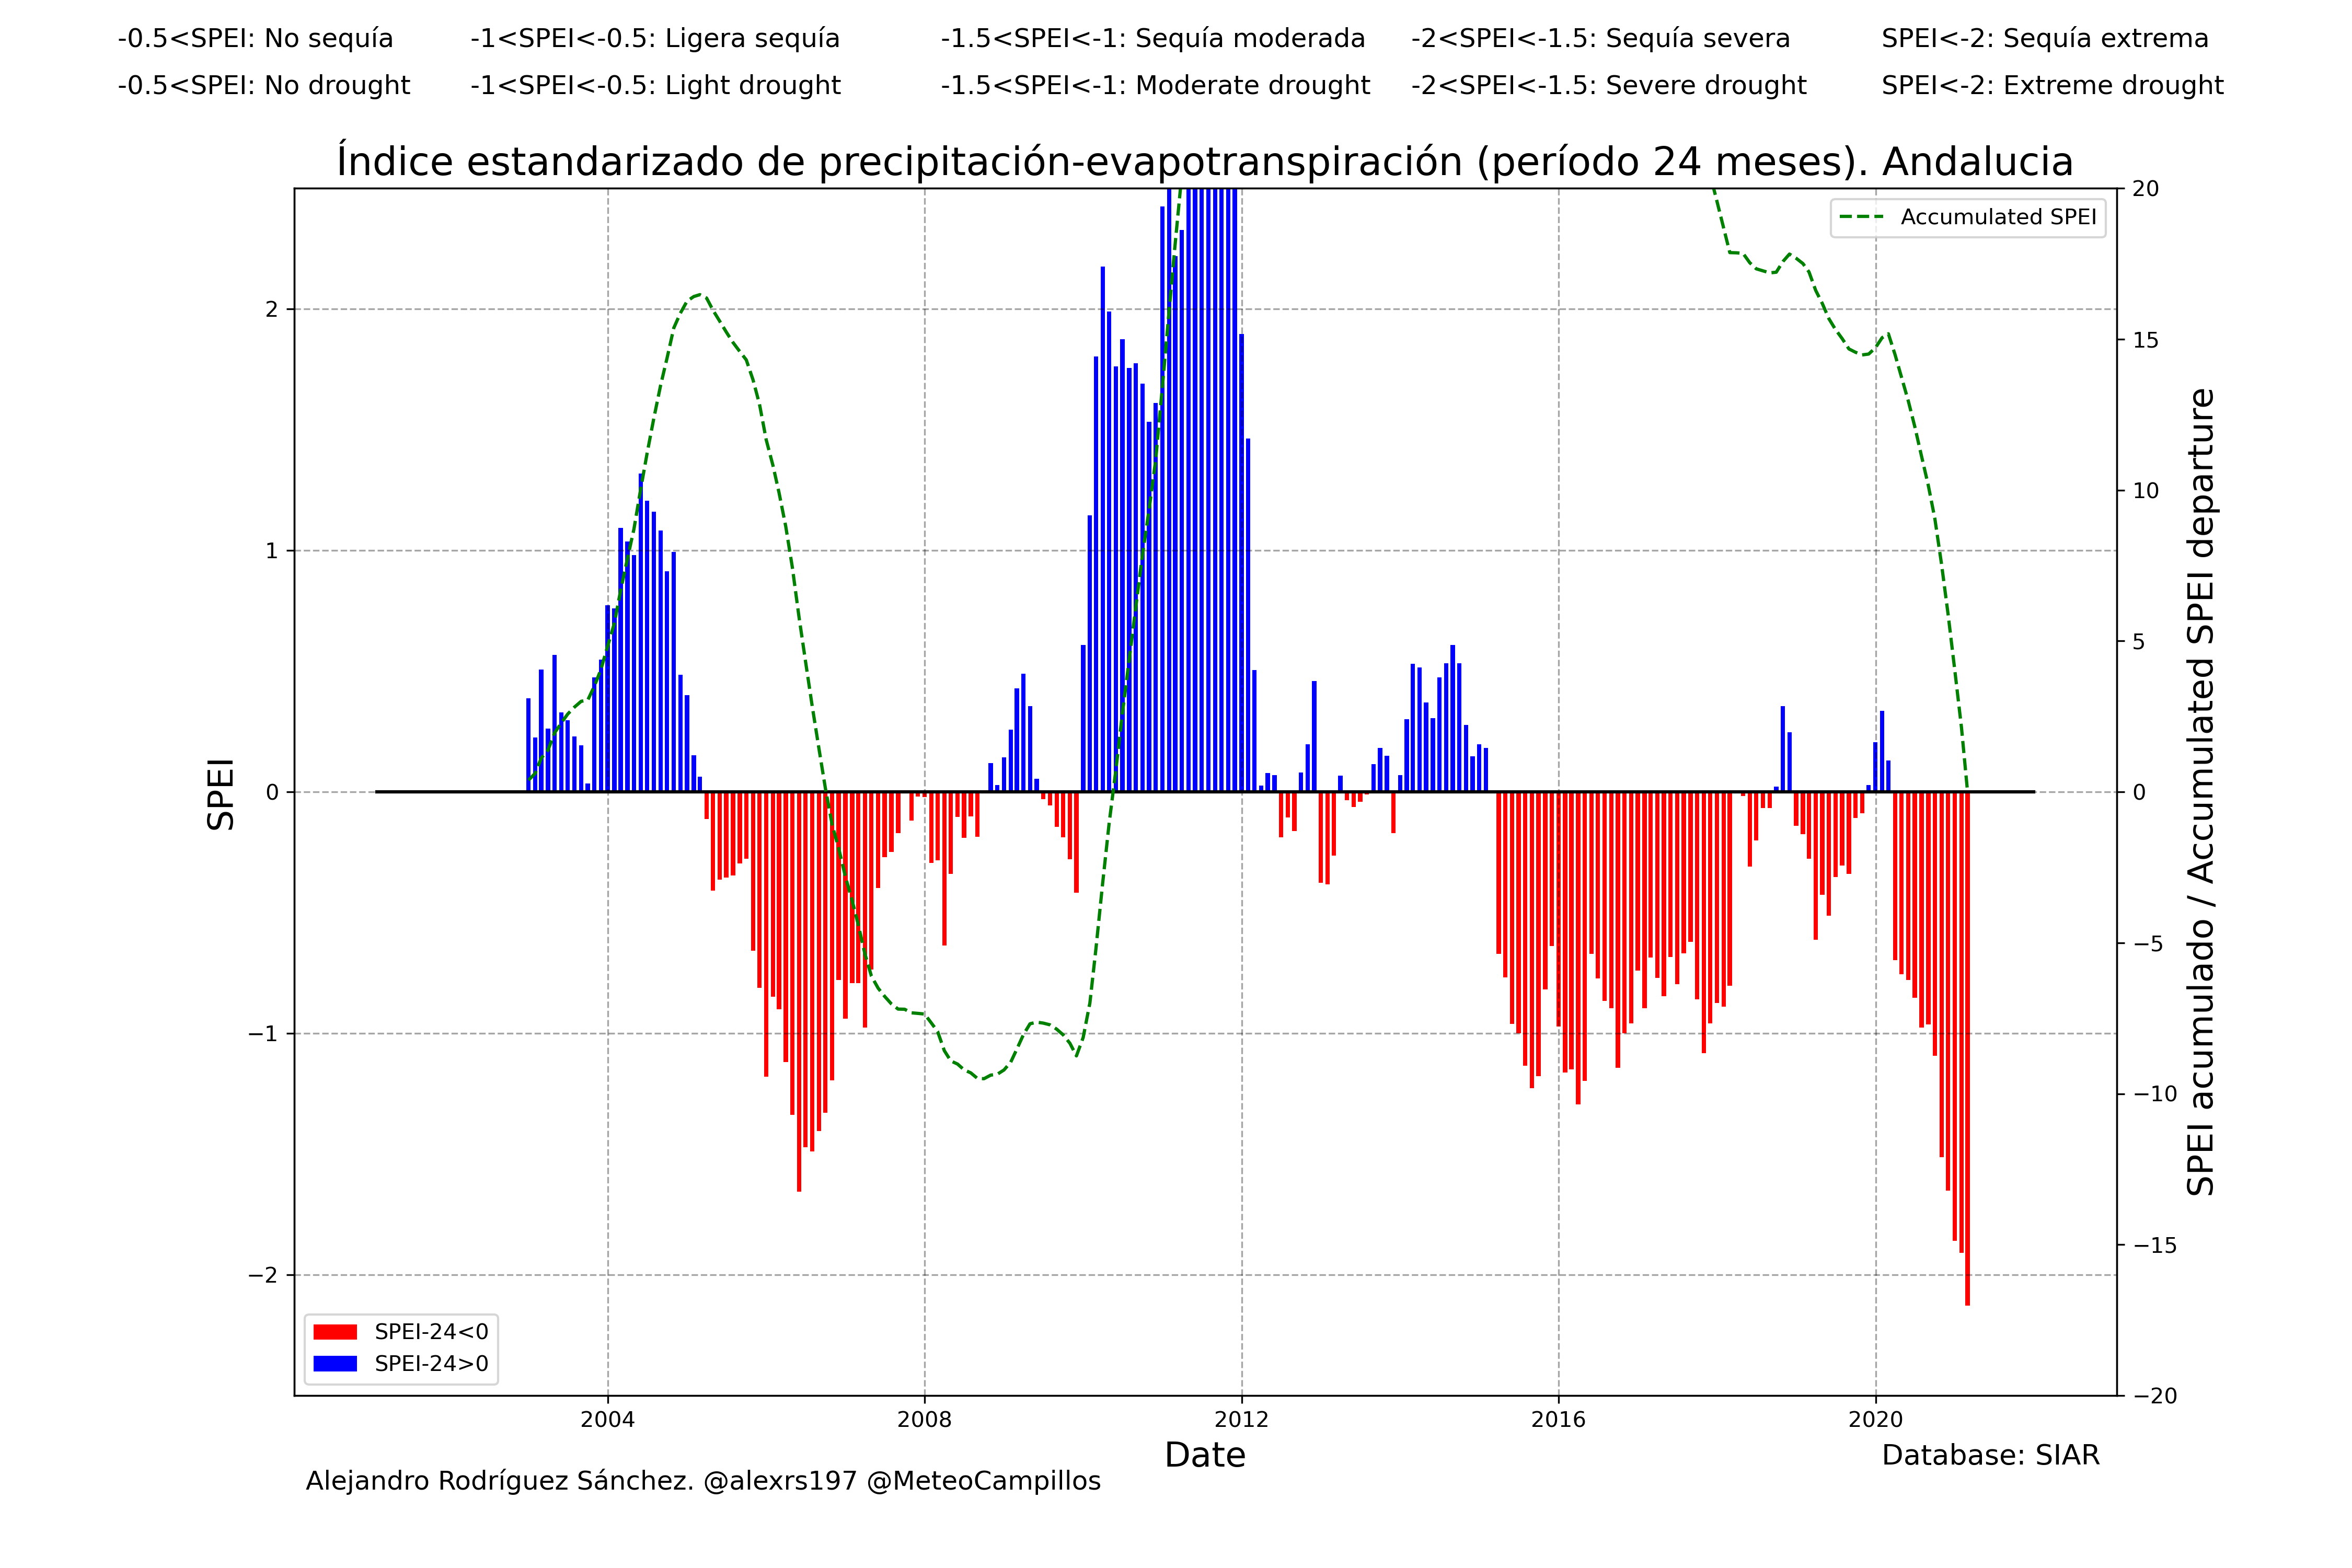 -0.5<SPEI: No sequía -1<SPEI<-0.5: Ligera sequía -1.5<SPEI<-1: Sequía moderada -2<SPEI<-1.5: Sequía severa SPEI<-2: Sequía extrema
-0.5<SPEI: No drought -1<SPEI<-0.5: Light drought -1.5<SPEI<-1: Moderate drought -2<SPEI<-1.5: Severe drought SPEI<-2: Extreme drought
Índice estandarizado de precipitación-evapotranspiración (período 24 meses). Andalucia
Accumulated SPEI
SPEI
2
1
0
−1
−2
20
15
10
5
0
−5
−10
−15
−20
SPEI acumulado / Accumulated SPEI departure
SPEI-24<0
SPEI-24>0
2004 2008 2012 2016 2020
Date
Database: SIAR
Alejandro Rodríguez Sánchez. @alexrs197 @MeteoCampillos